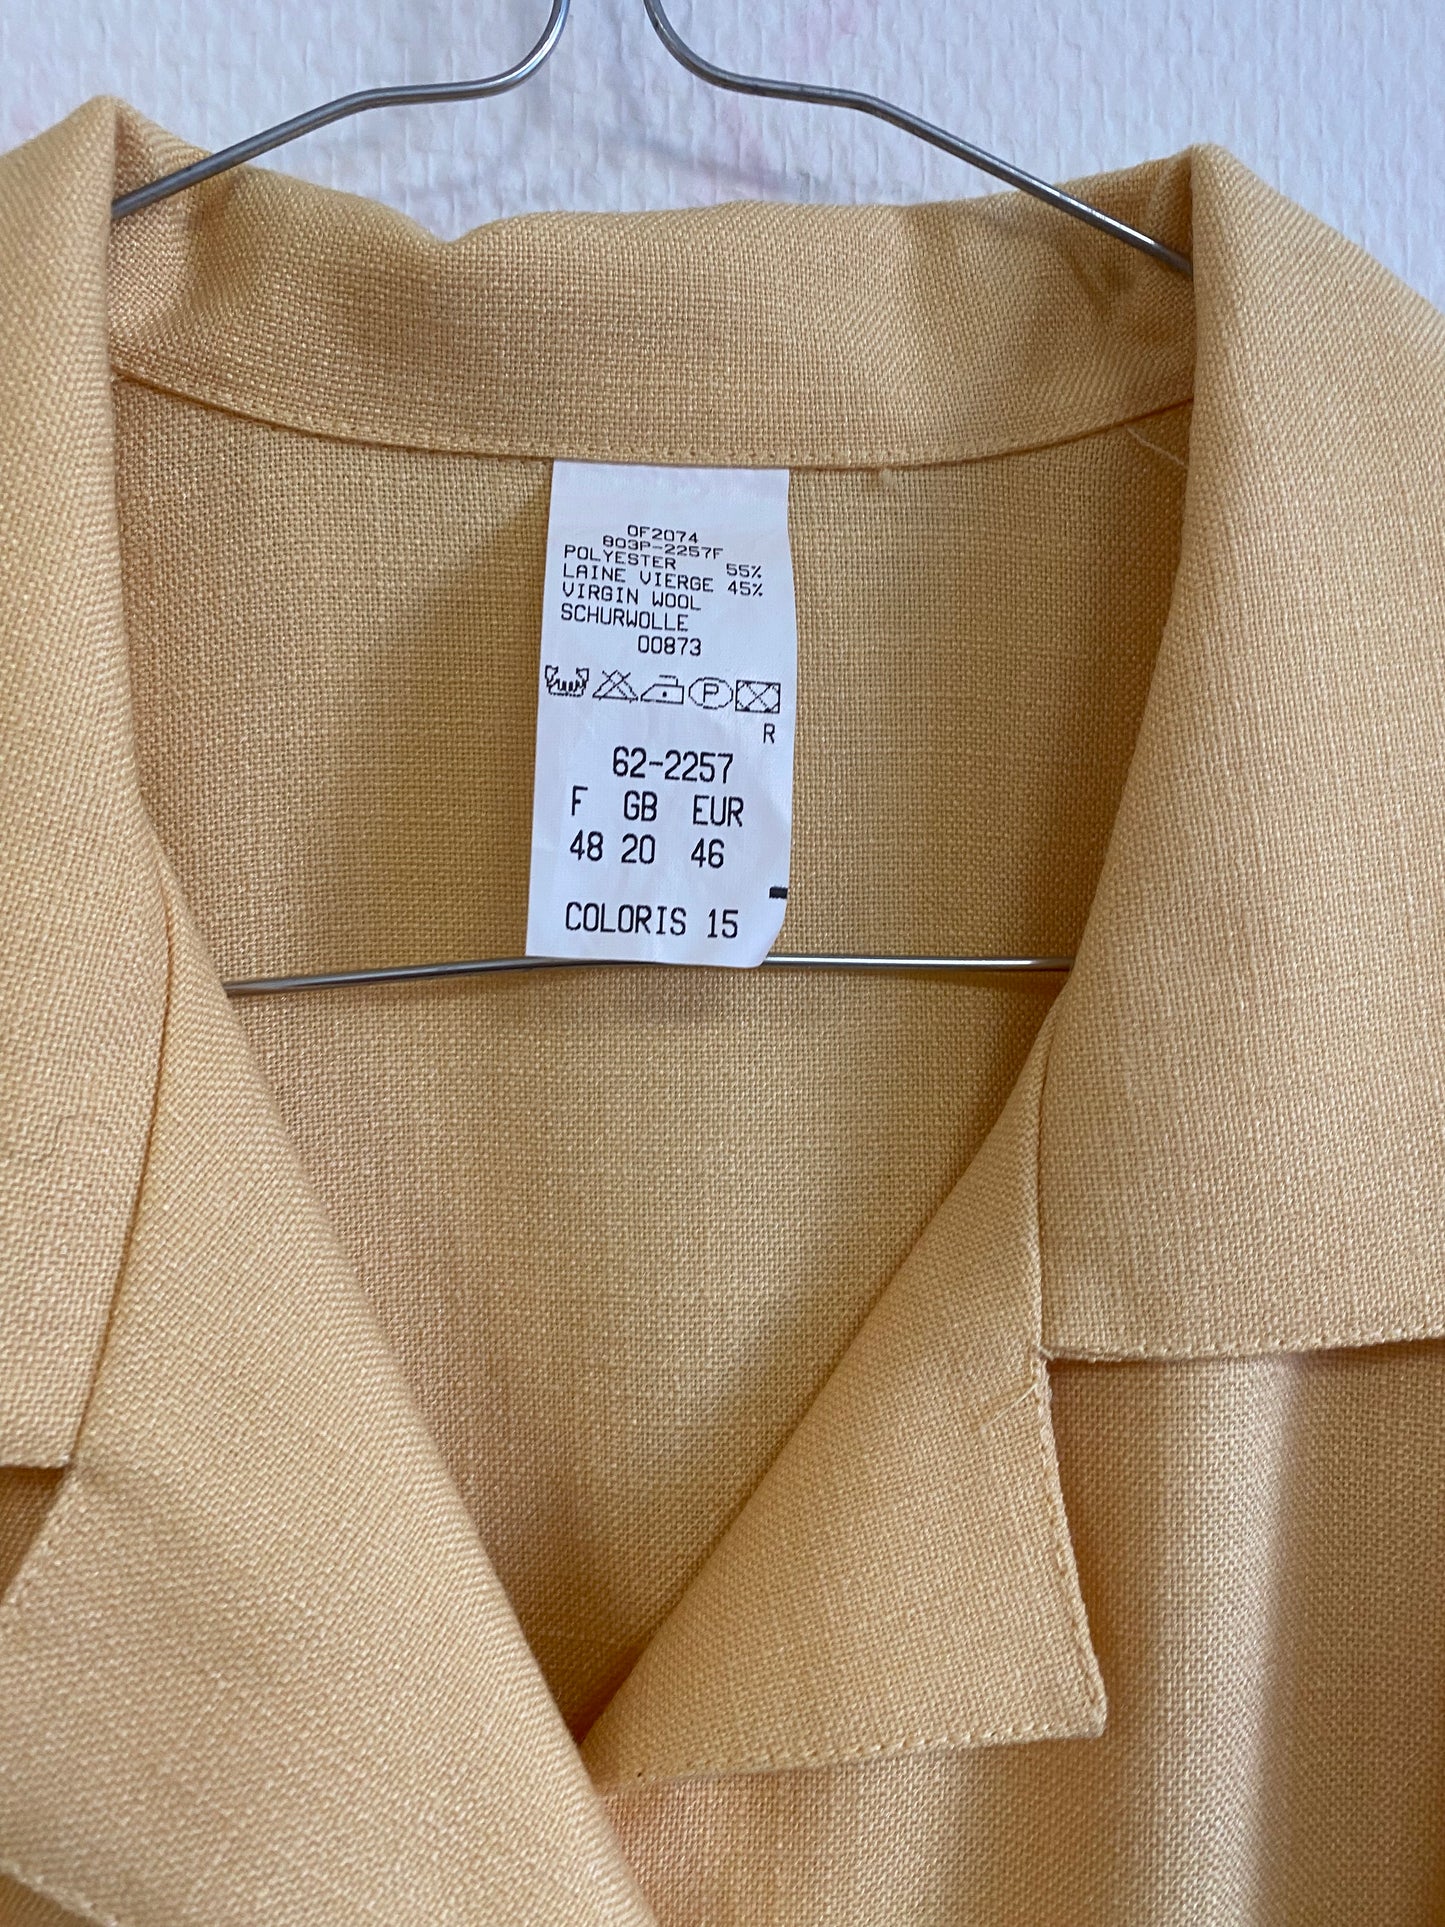 0F2074
803P-2257F
POLYESTER 55%
LAINE VIERGE 45%
VIRGIN WOOL
SCHURWOLLE
00873
P
R
62-2257
F GB EUR
48 20 46
COLORIS 15